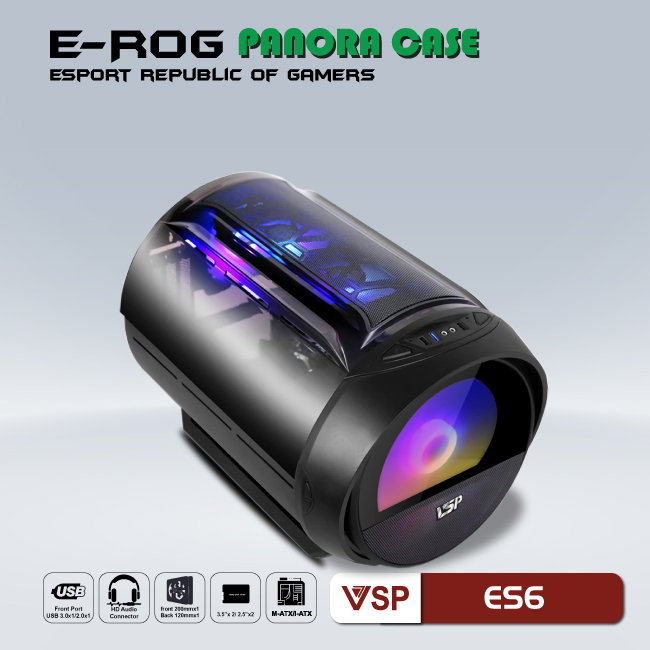 E-ROG PANORA CASE
ESPORT REPUBLIC OF GAMERS
VSP
USB
Front Port
USB 3.0x1/2.0x1
HD Audio
Connector
front 200mmx1
Back 120mmx1
3.5"x 2/ 2.5"x2
M-ATX/I-ATX
VSP
ES6